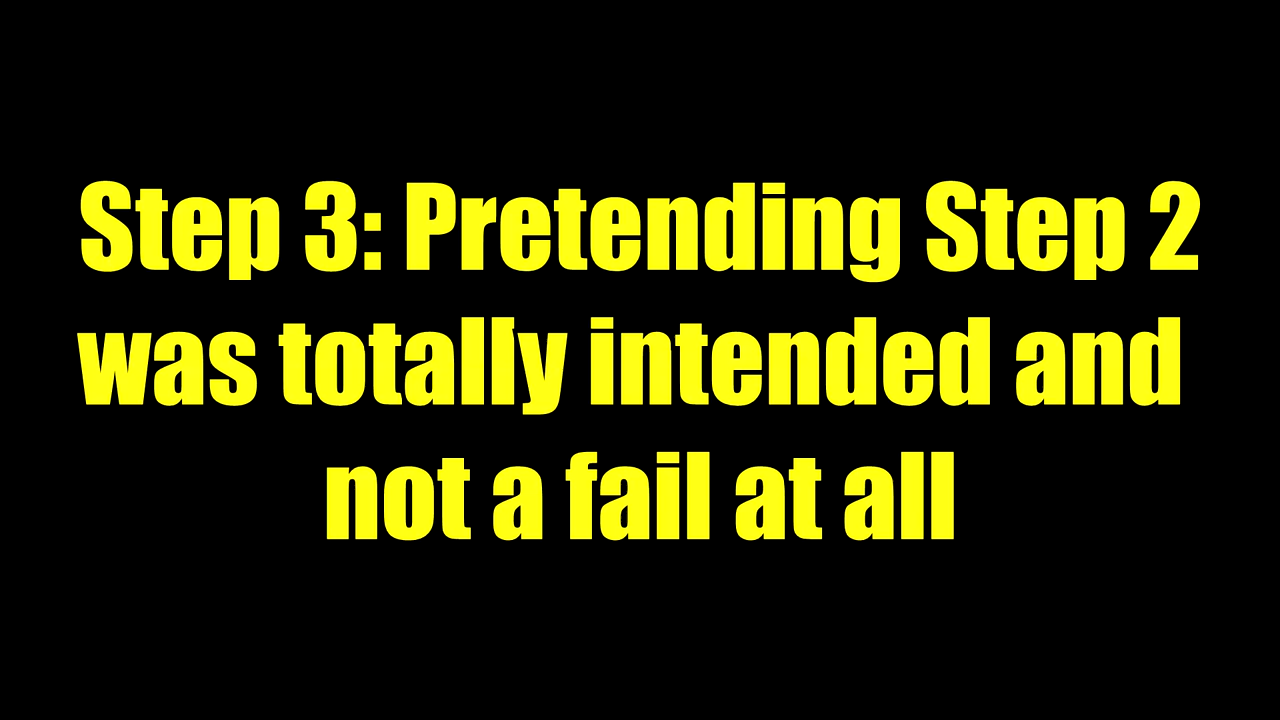 Step 3: Pretending Step 2
was totally intended and
not a fail at all